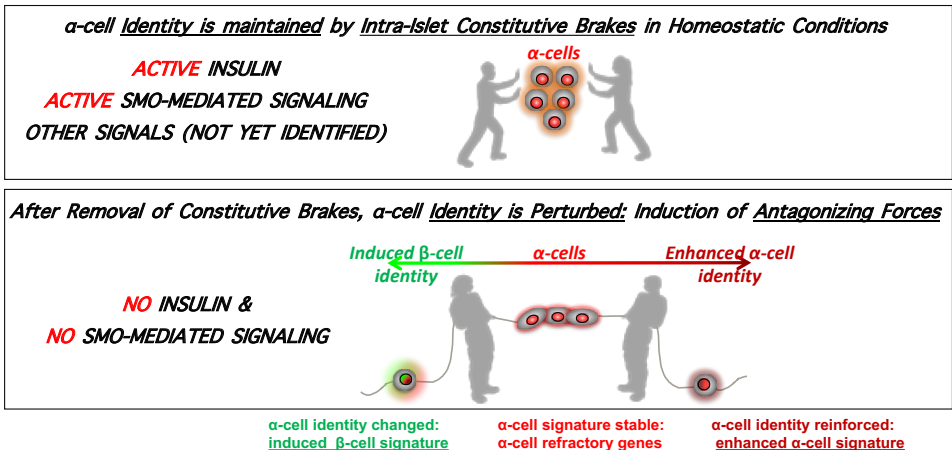 α-cell Identity is maintained by Intra-Islet Constitutive Brakes in Homeostatic Conditions
ACTIVE INSULIN
ACTIVE SMO-MEDIATED SIGNALING
OTHER SIGNALS (NOT YET IDENTIFIED)
α-cells
After Removal of Constitutive Brakes, α-cell Identity is Perturbed: Induction of Antagonizing Forces
Induced β-cell identity
α-cells
Enhanced α-cell identity
NO INSULIN &
NO SMO-MEDIATED SIGNALING
α-cell identity changed:
induced β-cell signature
α-cell signature stable:
α-cell refractory genes
α-cell identity reinforced:
enhanced α-cell signature